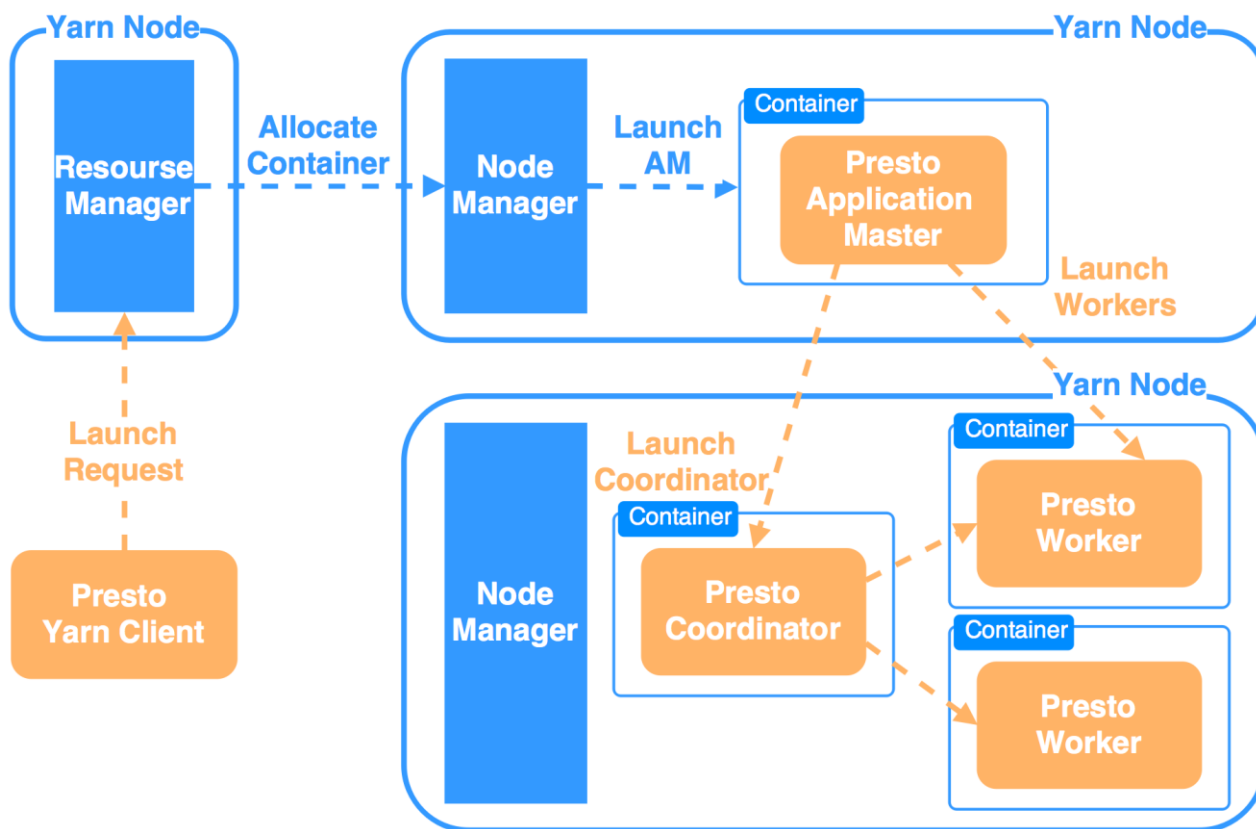 Yarn Node
Resourse
Manager
Allocate
Container
Yarn Node
Node
Manager
Launch
AM
Container
Presto
Application
Master
Launch
Workers
Launch
Request
Presto
Yarn Client
Yarn Node
Node
Manager
Launch
Coordinator
Container
Presto
Coordinator
Container
Presto
Worker
Container
Presto
Worker